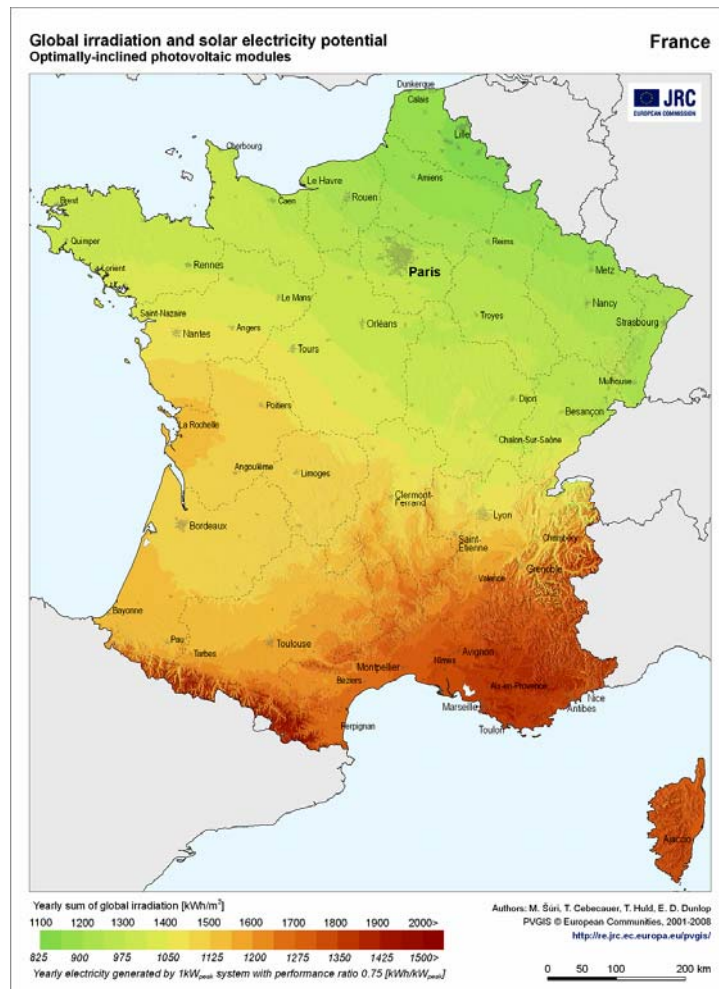 Global irradiation and solar electricity potential
Optimally-inclined photovoltaic modules
France
JRC
EUROPEAN COMMISSION
Dunkerque
Calais
Lille
Cherbourg
Le Havre
Amiens
Rouen
Caen
Brest
Reims
Paris
Metz
Quimper
Lorient
Rennes
Nancy
Le Mans
Saint-Nazaire
Orléans
Troyes
Strasbourg
Nantes
Angers
Tours
Mulhouse
Poitiers
Dijon
Besançon
La Rochelle
Chalon-Sur-Saône
Angoulême
Limoges
Clermont-
Ferrand
Lyon
Bordeaux
Saint-
Etienne
Chambéry
Grenoble
Valence
Bayonne
Pau
Tarbes
Toulouse
Avignon
Nîmes
Montpellier
Beziers
Aix-en-Provence
Nice
Antibes
Marseille
Toulon
Perpignan
Ajaccio
Yearly sum of global irradiation [kWh/m²]
1100 1200 1300 1400 1500 1600 1700 1800 1900 2000>
825 900 975 1050 1125 1200 1275 1350 1425 1500>
Yearly electricity generated by 1kWpeak system with performance ratio 0.75 [kWh/kWpeak]
Authors: M. Šúri, T. Cebecauer, T. Huld, E. D. Dunlop
PVGIS © European Communities, 2001-2008
http://re.jrc.ec.europa.eu/pvgis/
0 50 100 200 km